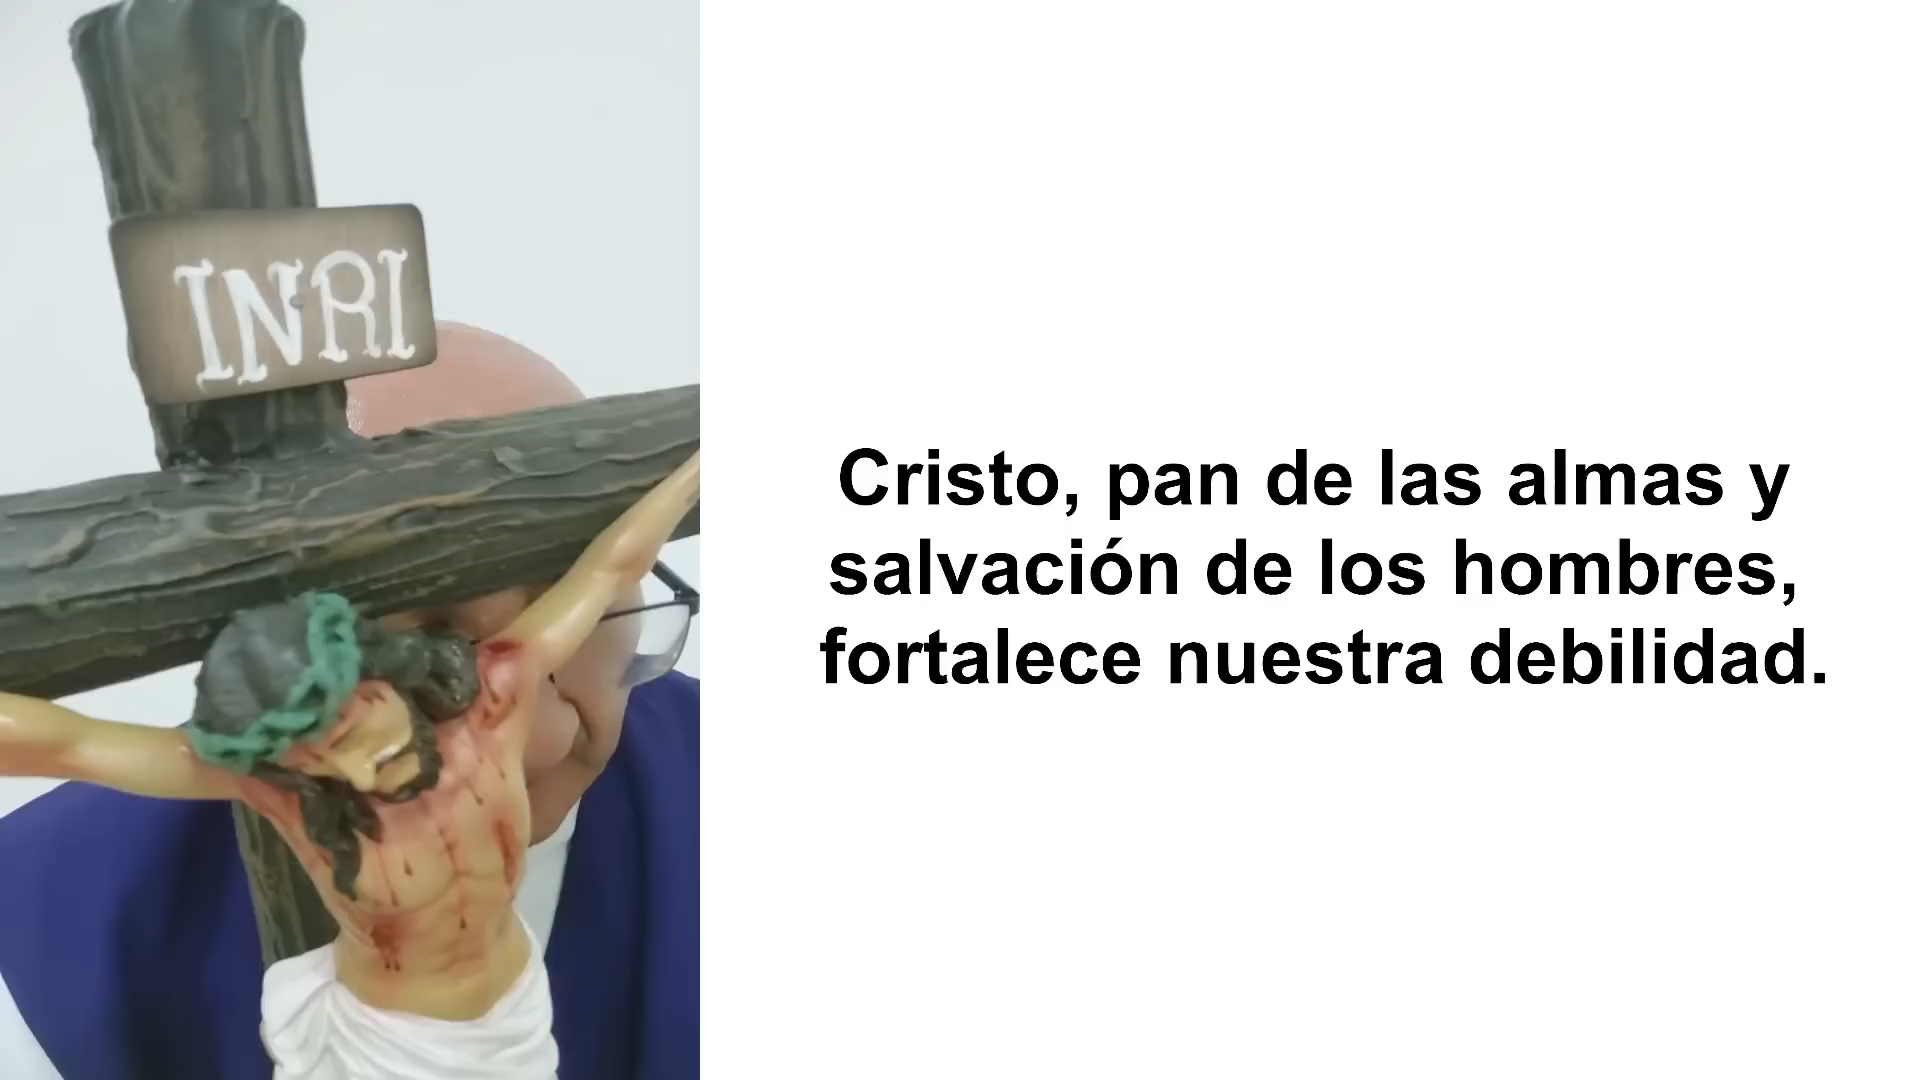 INRI
Cristo, pan de las almas y
salvación de los hombres,
fortalece nuestra debilidad.